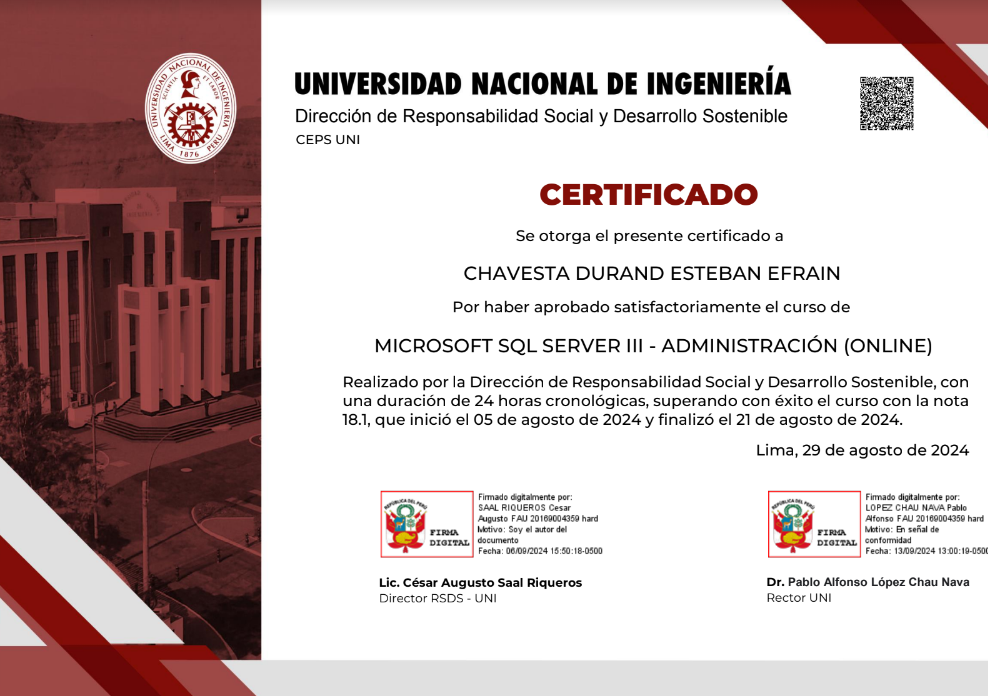 UNIVERSIDAD NACIONAL DE INGENIERÍA
SCIENTIA ET LABOR
LIMA 1876 PERU
UNIVERSIDAD NACIONAL DE INGENIERÍA
Dirección de Responsabilidad Social y Desarrollo Sostenible
CEPS UNI
CERTIFICADO
Se otorga el presente certificado a
CHAVESTA DURAND ESTEBAN EFRAIN
Por haber aprobado satisfactoriamente el curso de
MICROSOFT SQL SERVER III - ADMINISTRACIÓN (ONLINE)
Realizado por la Dirección de Responsabilidad Social y Desarrollo Sostenible, con
una duración de 24 horas cronológicas, superando con éxito el curso con la nota
18.1, que inició el 05 de agosto de 2024 y finalizó el 21 de agosto de 2024.
Lima, 29 de agosto de 2024
REPÚBLICA DEL PERÚ
FIRMA
DIGITAL
Firmado digitalmente por:
SAAL RIQUEROS Cesar
Augusto FAU 20169004359 hard
Motivo: Soy el autor del
documento
Fecha: 06/09/2024 15:50:18-0500
Lic. César Augusto Saal Riqueros
Director RSDS - UNI
REPÚBLICA DEL PERÚ
FIRMA
DIGITAL
Firmado digitalmente por:
LOPEZ CHAU NAVA Pablo
Alfonso FAU 20169004359 hard
Motivo: En señal de
conformidad
Fecha: 13/09/2024 13:00:19-0500
Dr. Pablo Alfonso López Chau Nava
Rector UNI